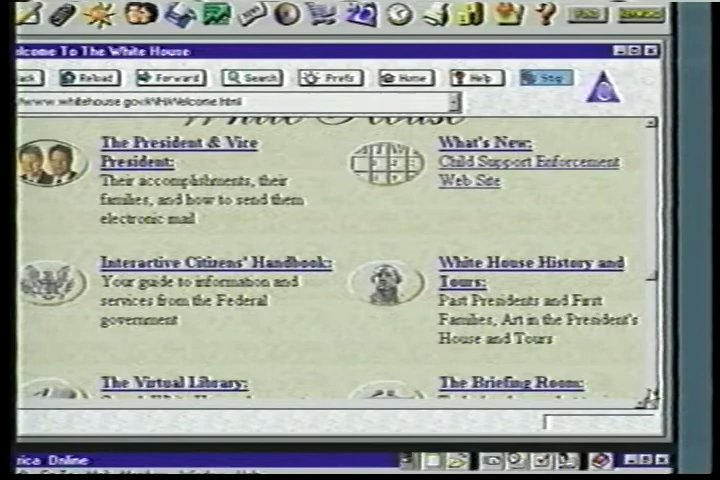 elcome To The White House
ack Reload Forward Search Prefs Home Help Stop
/www.whitehouse.gov/WH/Welcome.html
White House
The President & Vice
President:
Their accomplishments, their
families, and how to send them
electronic mail
What's New:
Child Support Enforcement
Web Site
Interactive Citizens' Handbook:
Your guide to information and
services from the Federal
government
White House History and
Tours:
Past Presidents and First
Families, Art in the President's
House and Tours
The Virtual Library:
The Briefing Room:
rica Online